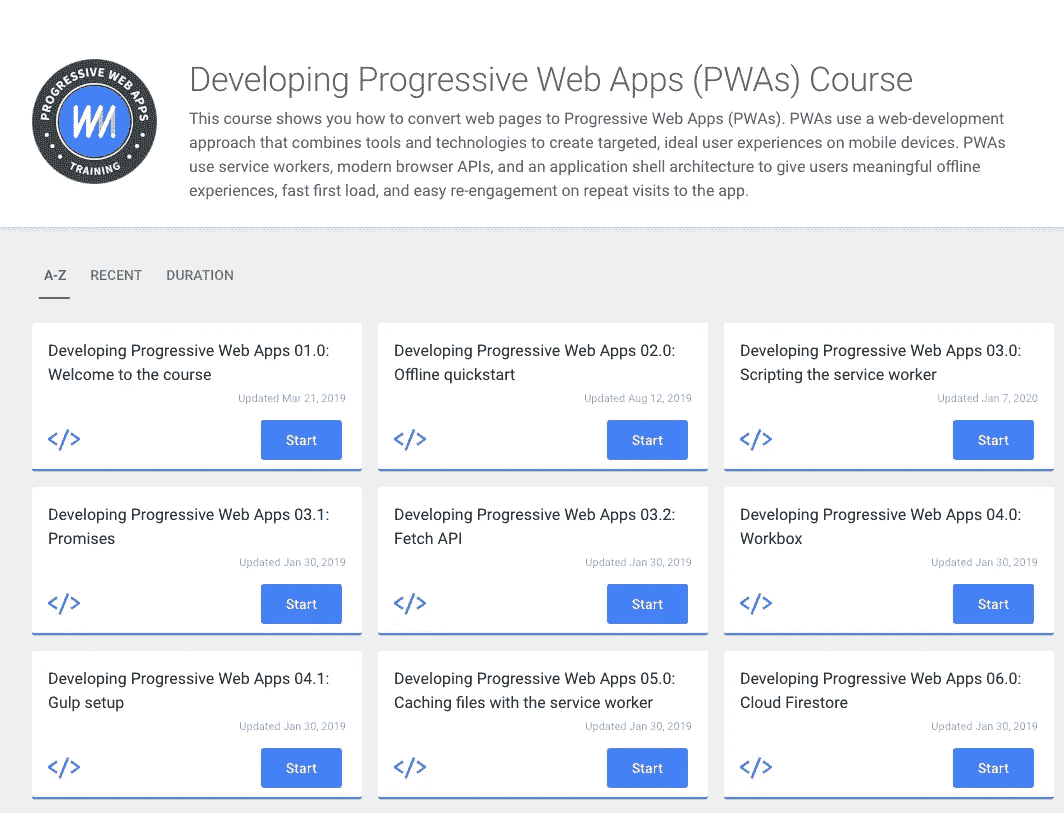 PROGRESSIVE WEB APPS
TRAINING
Developing Progressive Web Apps (PWAs) Course
This course shows you how to convert web pages to Progressive Web Apps (PWAs). PWAs use a web-development
approach that combines tools and technologies to create targeted, ideal user experiences on mobile devices. PWAs
use service workers, modern browser APIs, and an application shell architecture to give users meaningful offline
experiences, fast first load, and easy re-engagement on repeat visits to the app.
A-Z RECENT DURATION
Developing Progressive Web Apps 01.0:
Welcome to the course
Updated Mar 21, 2019
</> Start
Developing Progressive Web Apps 02.0:
Offline quickstart
Updated Aug 12, 2019
</> Start
Developing Progressive Web Apps 03.0:
Scripting the service worker
Updated Jan 7, 2020
</> Start
Developing Progressive Web Apps 03.1:
Promises
Updated Jan 30, 2019
</> Start
Developing Progressive Web Apps 03.2:
Fetch API
Updated Jan 30, 2019
</> Start
Developing Progressive Web Apps 04.0:
Workbox
Updated Jan 30, 2019
</> Start
Developing Progressive Web Apps 04.1:
Gulp setup
Updated Jan 30, 2019
</> Start
Developing Progressive Web Apps 05.0:
Caching files with the service worker
Updated Jan 30, 2019
</> Start
Developing Progressive Web Apps 06.0:
Cloud Firestore
Updated Jan 30, 2019
</> Start